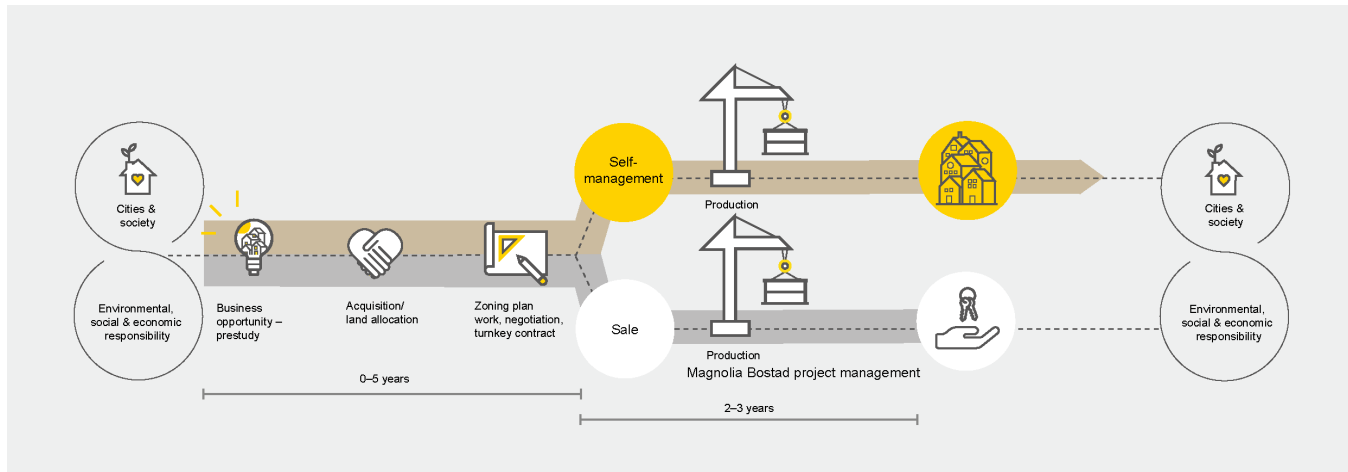 Cities &
society
Environmental,
social & economic
responsibility
Business
opportunity –
prestudy
Acquisition/
land allocation
Zoning plan
work, negotiation,
turnkey contract
0–5 years
Self-
management
Production
Sale
Production
Magnolia Bostad project management
2–3 years
Cities &
society
Environmental,
social & economic
responsibility